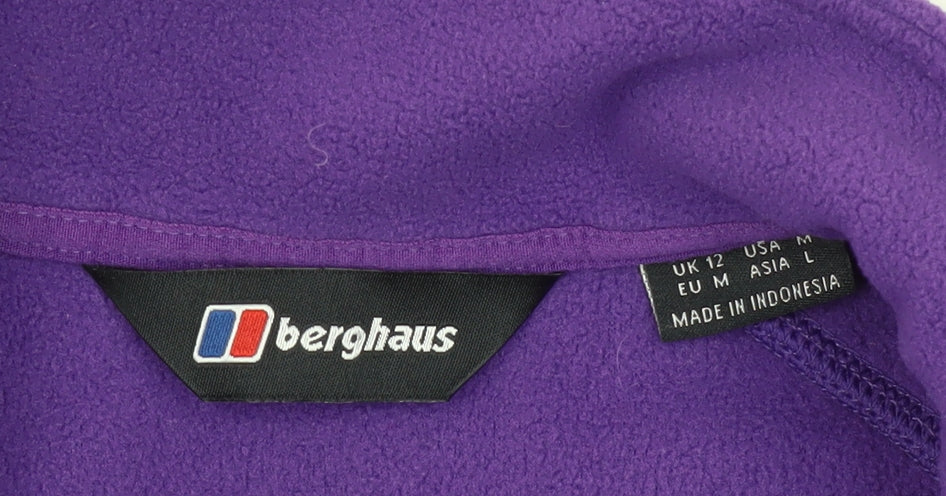 berghaus
UK 12 USA M
EU M ASIA L
MADE IN INDONESIA